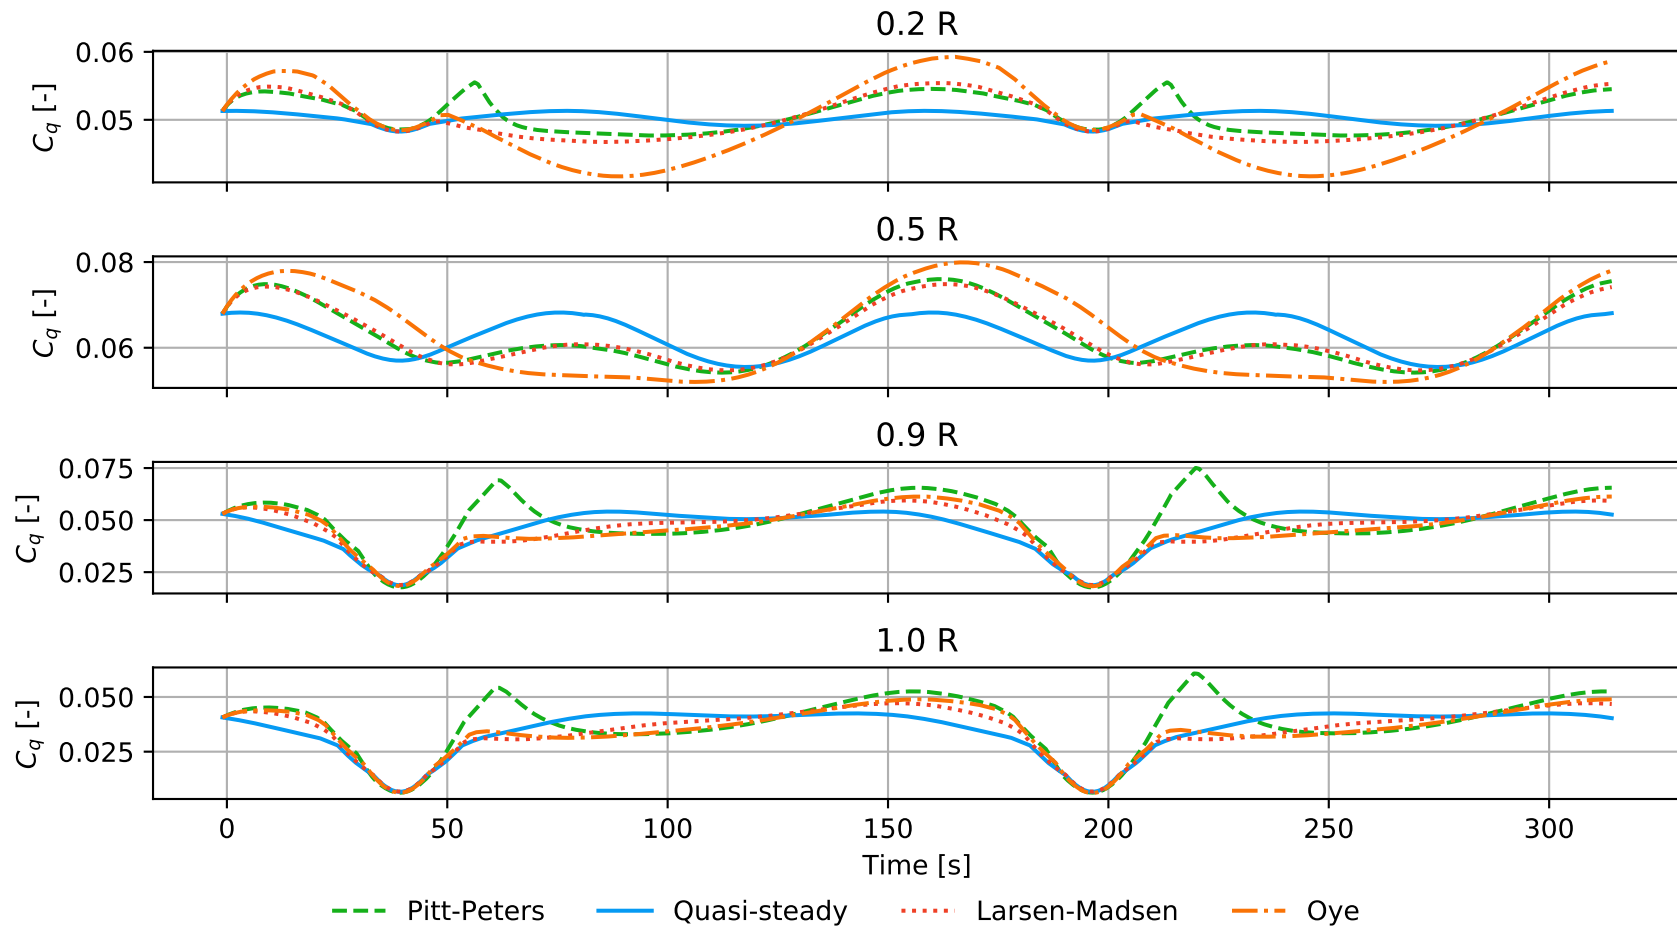 0.2 R
0.06
0.05
C_q [-]
0.5 R
0.08
0.06
C_q [-]
0.9 R
0.075
0.050
0.025
C_q [-]
1.0 R
0.050
0.025
C_q [-]
0 50 100 150 200 250 300
Time [s]
Pitt-Peters Quasi-steady Larsen-Madsen Oye